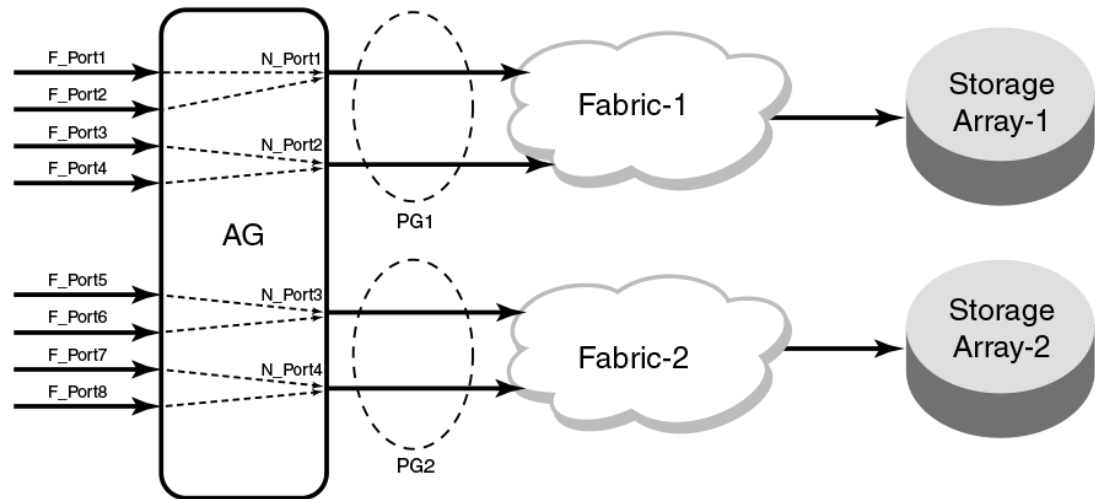 F_Port1
N_Port1
F_Port2
F_Port3
N_Port2
F_Port4
PG1
Fabric-1
Storage
Array-1
AG
F_Port5
N_Port3
F_Port6
F_Port7
N_Port4
F_Port8
PG2
Fabric-2
Storage
Array-2